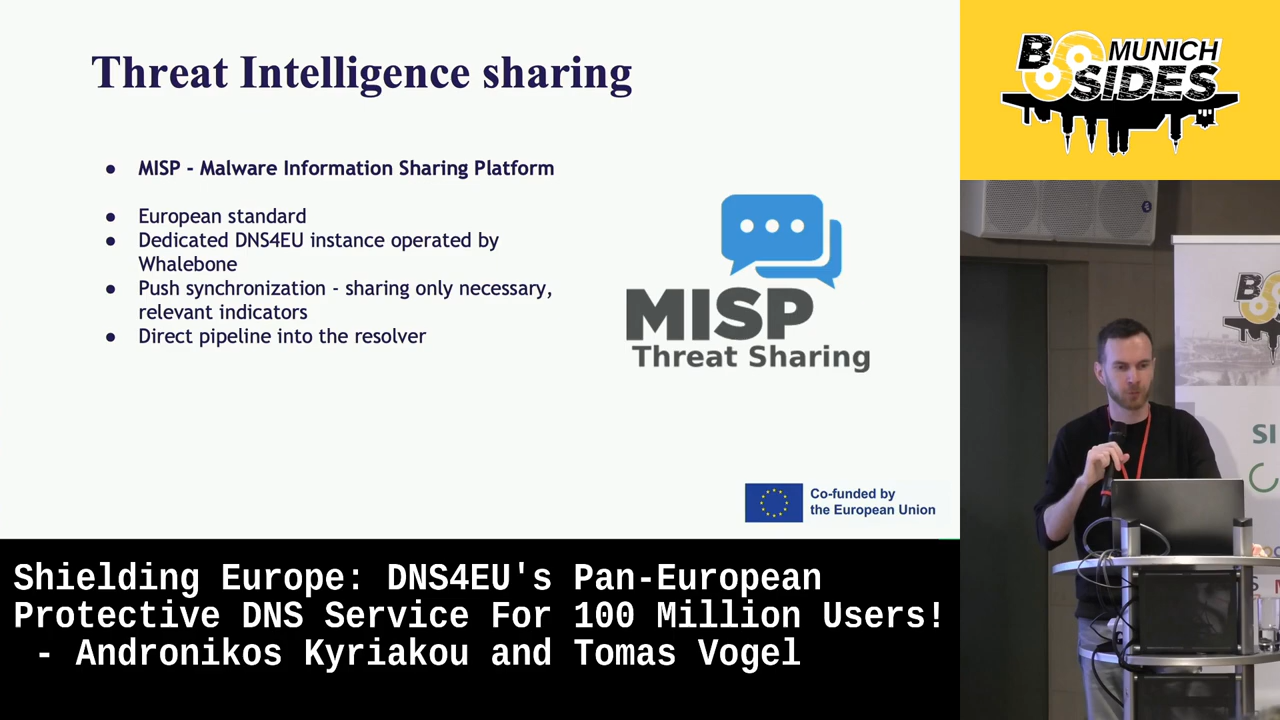 Threat Intelligence sharing
● MISP - Malware Information Sharing Platform
● European standard
● Dedicated DNS4EU instance operated by
Whalebone
● Push synchronization - sharing only necessary,
relevant indicators
● Direct pipeline into the resolver
MISP
Threat Sharing
Co-funded by
the European Union
B MUNICH
SIDES
B
SI
Shielding Europe: DNS4EU's Pan-European
Protective DNS Service For 100 Million Users!
- Andronikos Kyriakou and Tomas Vogel